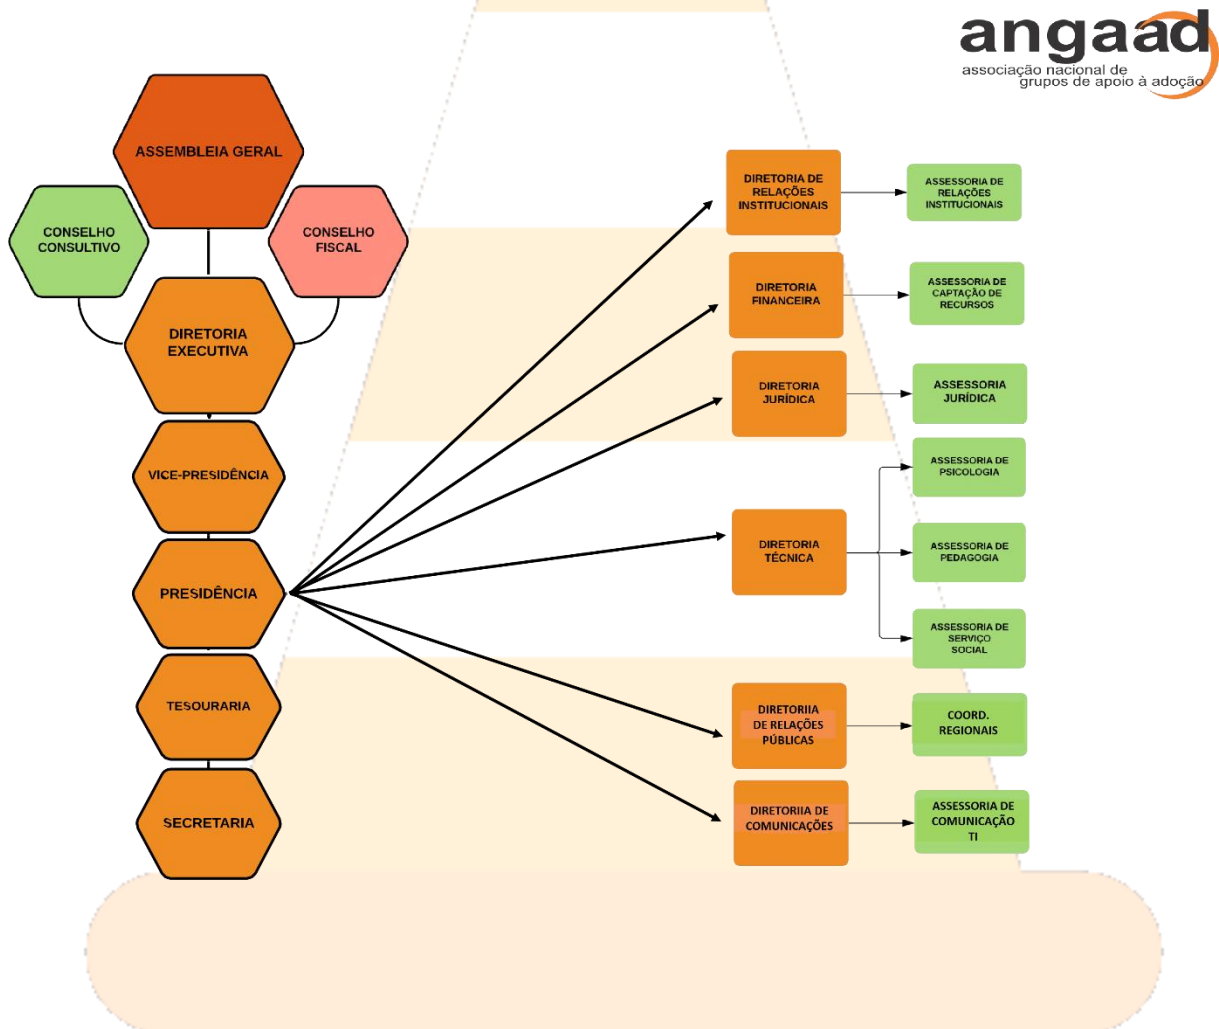 angaad
associação nacional de
grupos de apoio à adoção
ASSEMBLEIA GERAL
CONSELHO
CONSULTIVO
CONSELHO
FISCAL
DIRETORIA
EXECUTIVA
VICE-PRESIDÊNCIA
PRESIDÊNCIA
TESOURARIA
SECRETARIA
DIRETORIA DE
RELAÇÕES
INSTITUCIONAIS
ASSESSORIA DE
RELAÇÕES
INSTITUCIONAIS
DIRETORIA
FINANCEIRA
ASSESSORIA DE
CAPTAÇÃO DE
RECURSOS
DIRETORIA
JURÍDICA
ASSESSORIA
JURÍDICA
DIRETORIA
TÉCNICA
ASSESSORIA DE
PSICOLOGIA
ASSESSORIA DE
PEDAGOGIA
ASSESSORIA DE
SERVIÇO
SOCIAL
DIRETORIIA
DE RELAÇÕES
PÚBLICAS
COORD.
REGIONAIS
DIRETORIIA DE
COMUNICAÇÕES
ASSESSORIA DE
COMUNICAÇÃO
TI